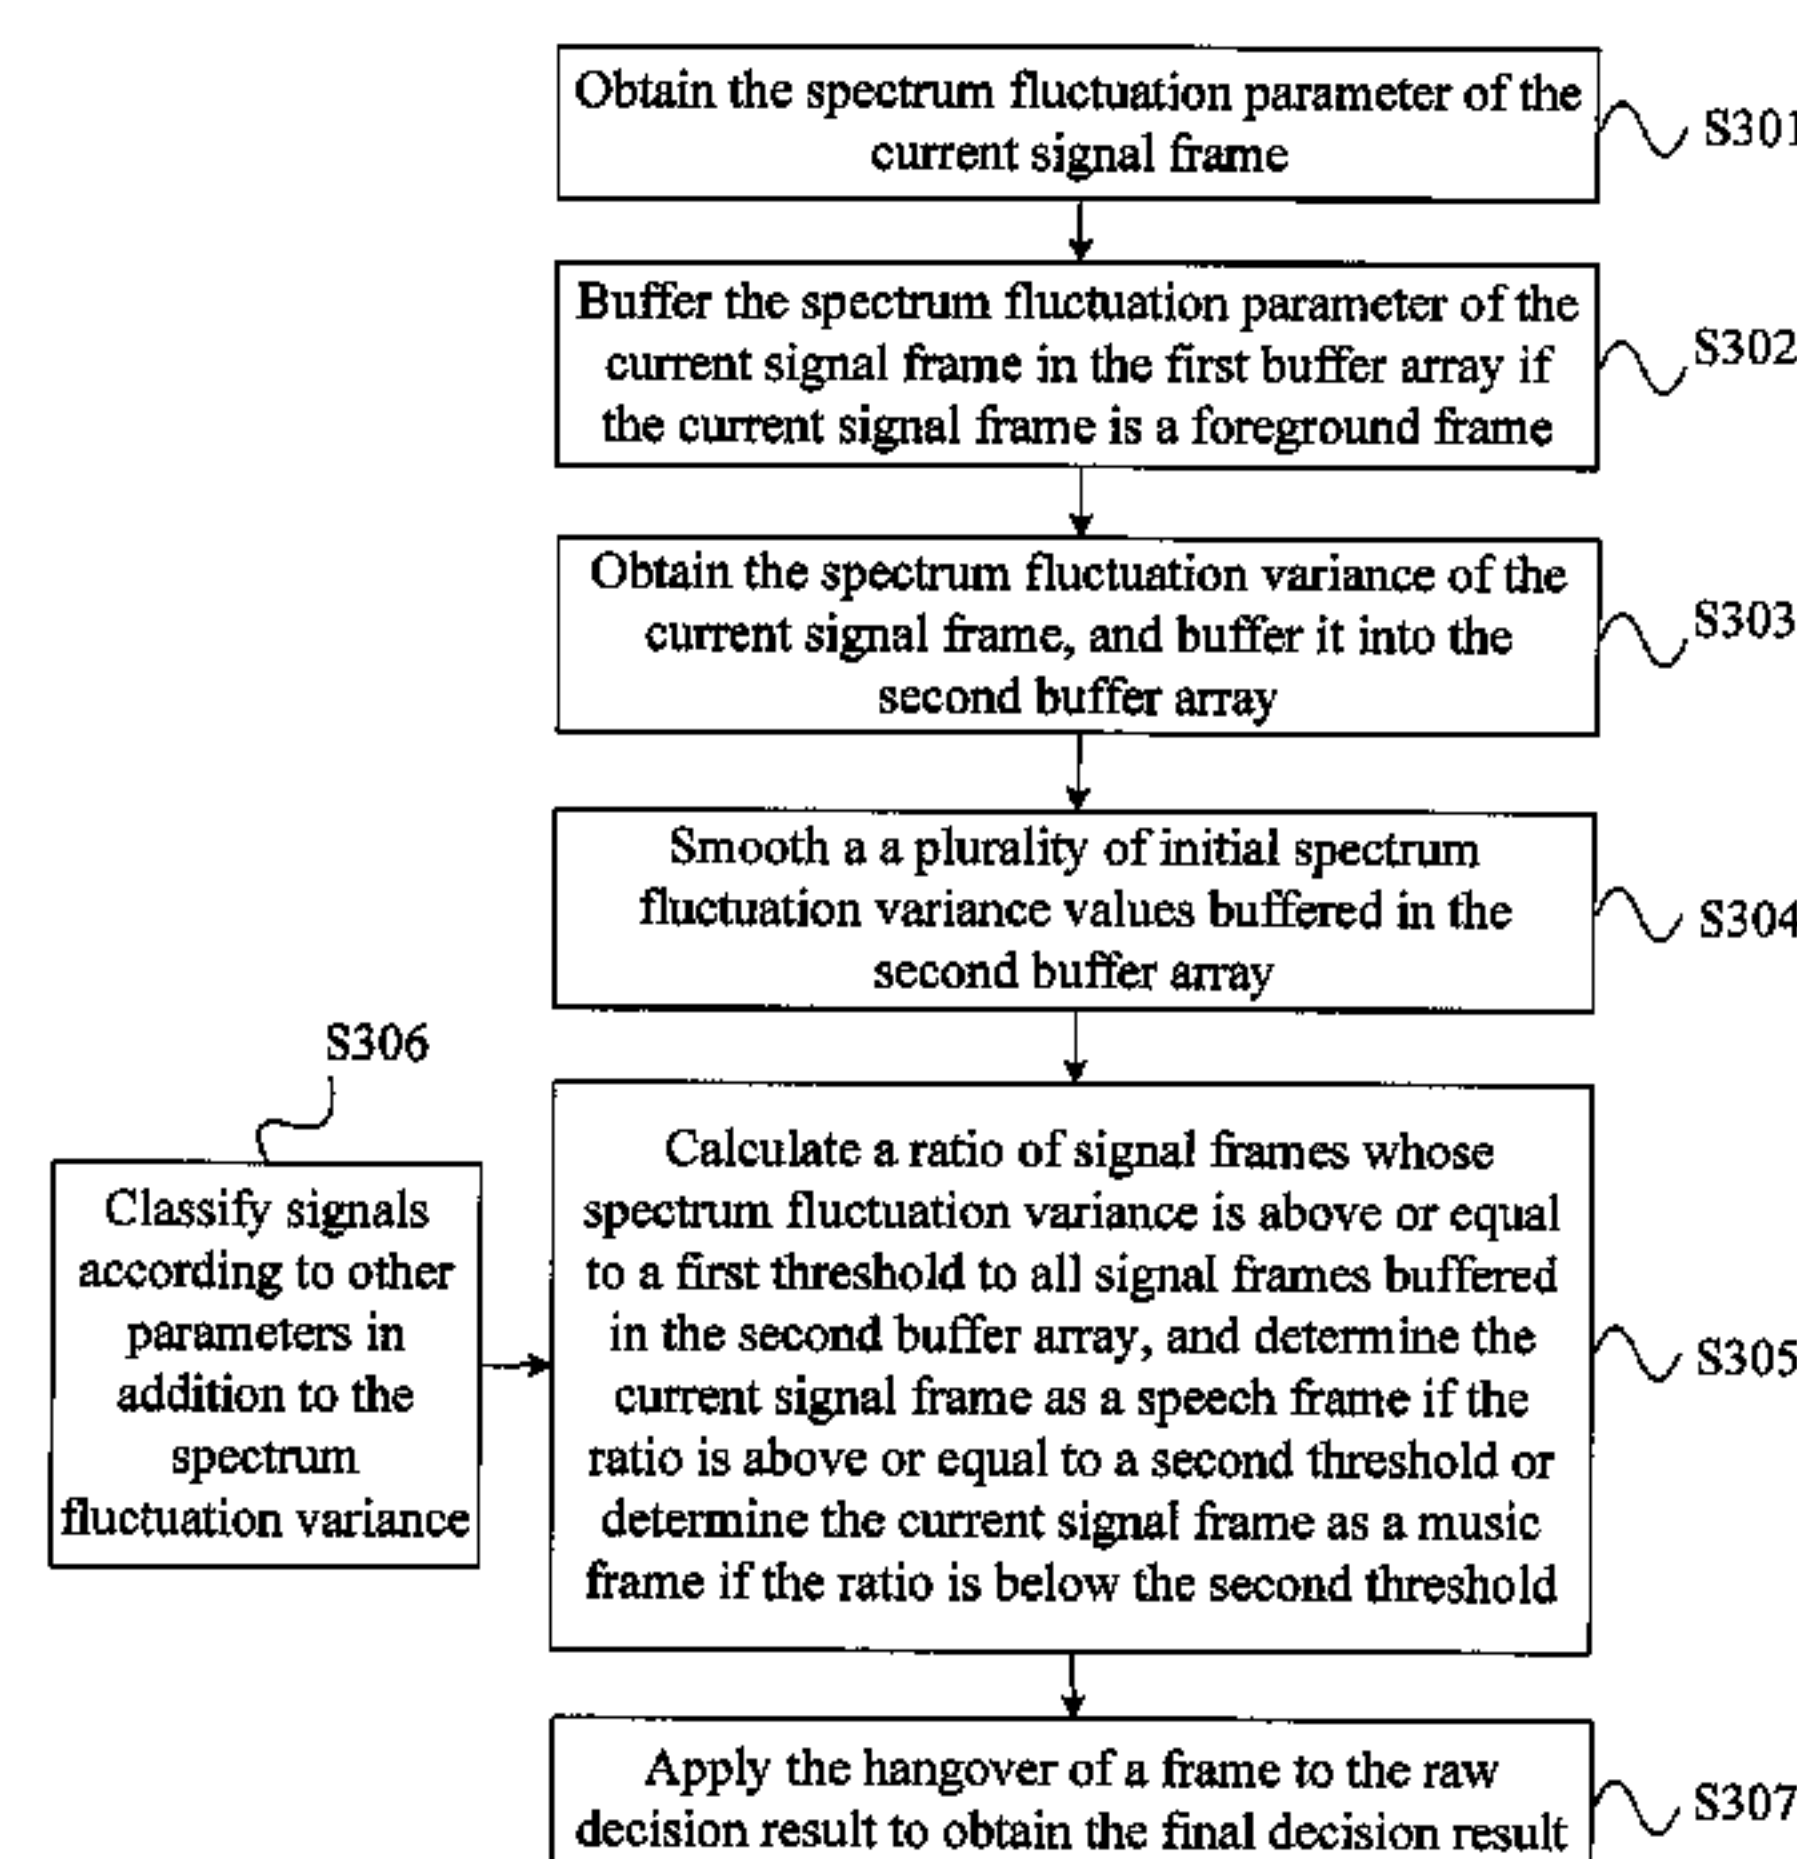 Obtain the spectrum fluctuation parameter of the
current signal frame
S301
Buffer the spectrum fluctuation parameter of the
current signal frame in the first buffer array if
the current signal frame is a foreground frame
S302
Obtain the spectrum fluctuation variance of the
current signal frame, and buffer it into the
second buffer array
S303
Smooth a a plurality of initial spectrum
fluctuation variance values buffered in the
second buffer array
S304
S306
Classify signals
according to other
parameters in
addition to the
spectrum
fluctuation variance
Calculate a ratio of signal frames whose
spectrum fluctuation variance is above or equal
to a first threshold to all signal frames buffered
in the second buffer array, and determine the
current signal frame as a speech frame if the
ratio is above or equal to a second threshold or
determine the current signal frame as a music
frame if the ratio is below the second threshold
S305
Apply the hangover of a frame to the raw
decision result to obtain the final decision result
S307